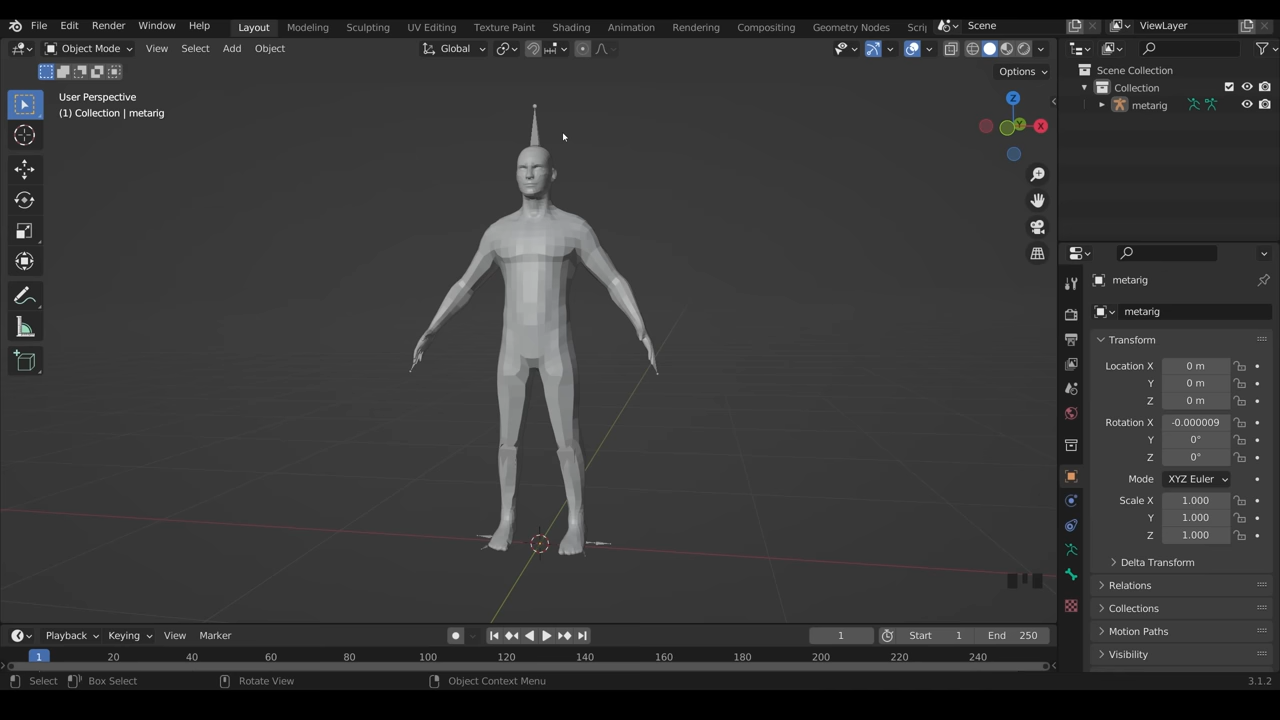 File Edit Render Window Help Layout Modeling Sculpting UV Editing Texture Paint Shading Animation Rendering Compositing Geometry Nodes Scri Scene ViewLayer
Object Mode View Select Add Object Global
Options
User Perspective
(1) Collection | metarig
Z
Y
X
Scene Collection
Collection
metarig
metarig
metarig
Transform
Location X 0 m
Y 0 m
Z 0 m
Rotation X -0.000009
Y 0°
Z 0°
Mode XYZ Euler
Scale X 1.000
Y 1.000
Z 1.000
Delta Transform
Relations
Collections
Motion Paths
Visibility
Playback Keying View Marker 1 Start 1 End 250
1 20 40 60 80 100 120 140 160 180 200 220 240
Select Box Select Rotate View Object Context Menu 3.1.2